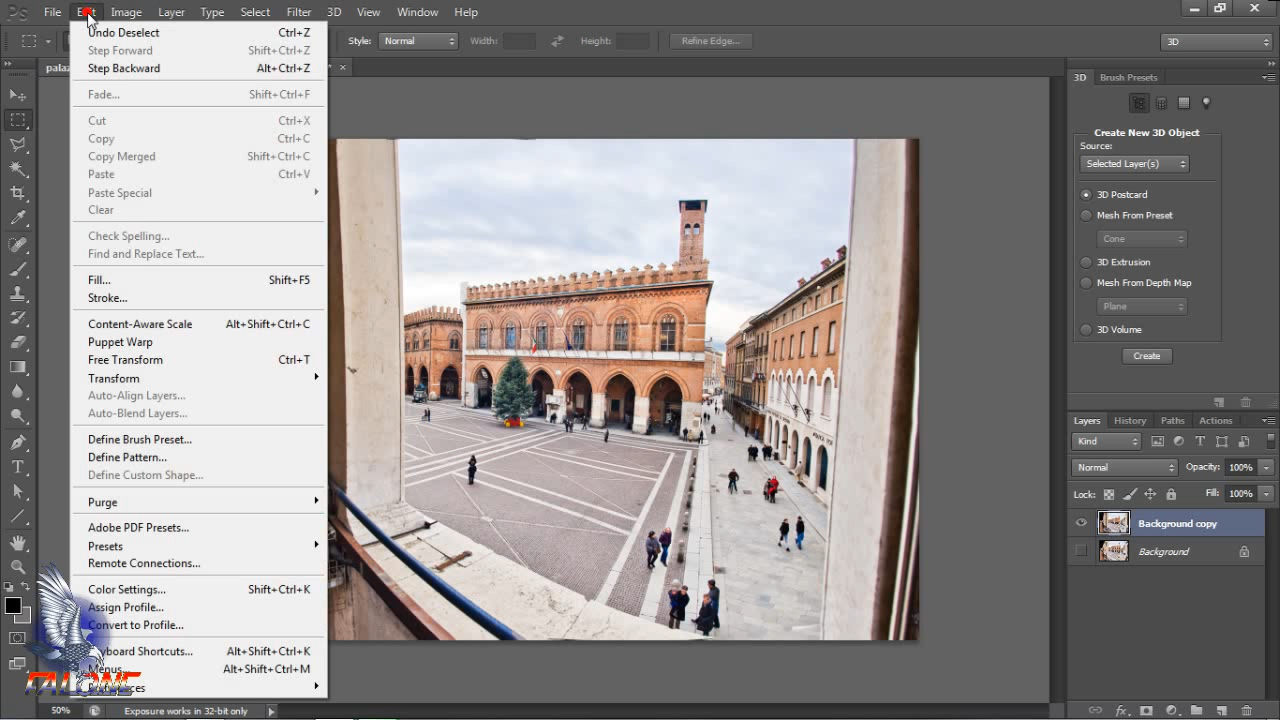 Ps File Edit Image Layer Type Select Filter 3D View Window Help
Style: Normal Width: Height: Refine Edge... 3D
palaz
Undo Deselect Ctrl+Z
Step Forward Shift+Ctrl+Z
Step Backward Alt+Ctrl+Z
Fade... Shift+Ctrl+F
Cut Ctrl+X
Copy Ctrl+C
Copy Merged Shift+Ctrl+C
Paste Ctrl+V
Paste Special
Clear
Check Spelling...
Find and Replace Text...
Fill... Shift+F5
Stroke...
Content-Aware Scale Alt+Shift+Ctrl+C
Puppet Warp
Free Transform Ctrl+T
Transform
Auto-Align Layers...
Auto-Blend Layers...
Define Brush Preset...
Define Pattern...
Define Custom Shape...
Purge
Adobe PDF Presets...
Presets
Remote Connections...
Color Settings... Shift+Ctrl+K
Assign Profile...
Convert to Profile...
Keyboard Shortcuts... Alt+Shift+Ctrl+K
Menus... Alt+Shift+Ctrl+M
Preferences
50% Exposure works in 32-bit only
3D Brush Presets
Create New 3D Object
Source:
Selected Layer(s)
3D Postcard
Mesh From Preset
Cone
3D Extrusion
Mesh From Depth Map
Plane
3D Volume
Create
Layers History Paths Actions
Kind
Normal Opacity: 100%
Lock: Fill: 100%
Background copy
Background